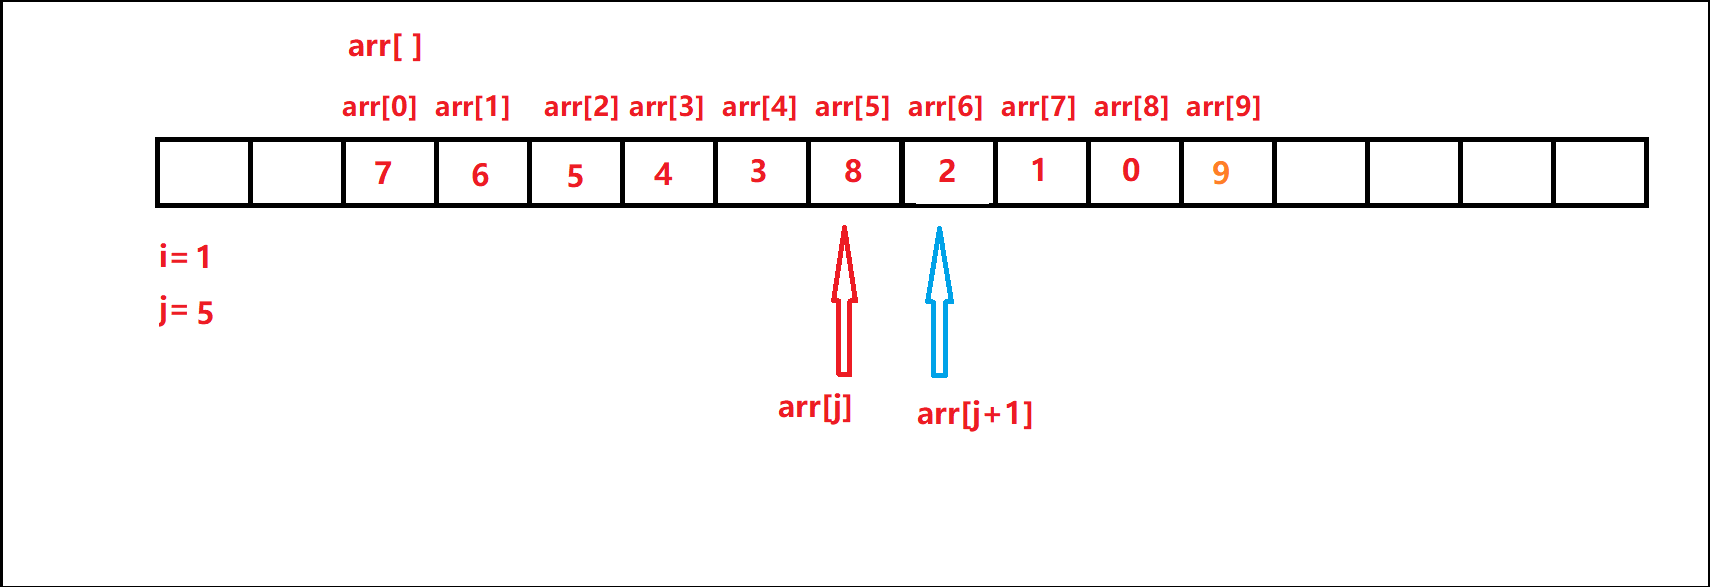 arr[ ]
arr[0] arr[1] arr[2] arr[3] arr[4] arr[5] arr[6] arr[7] arr[8] arr[9]
7 6 5 4 3 8 2 1 0 9
i= 1
j= 5
arr[j] arr[j+1]